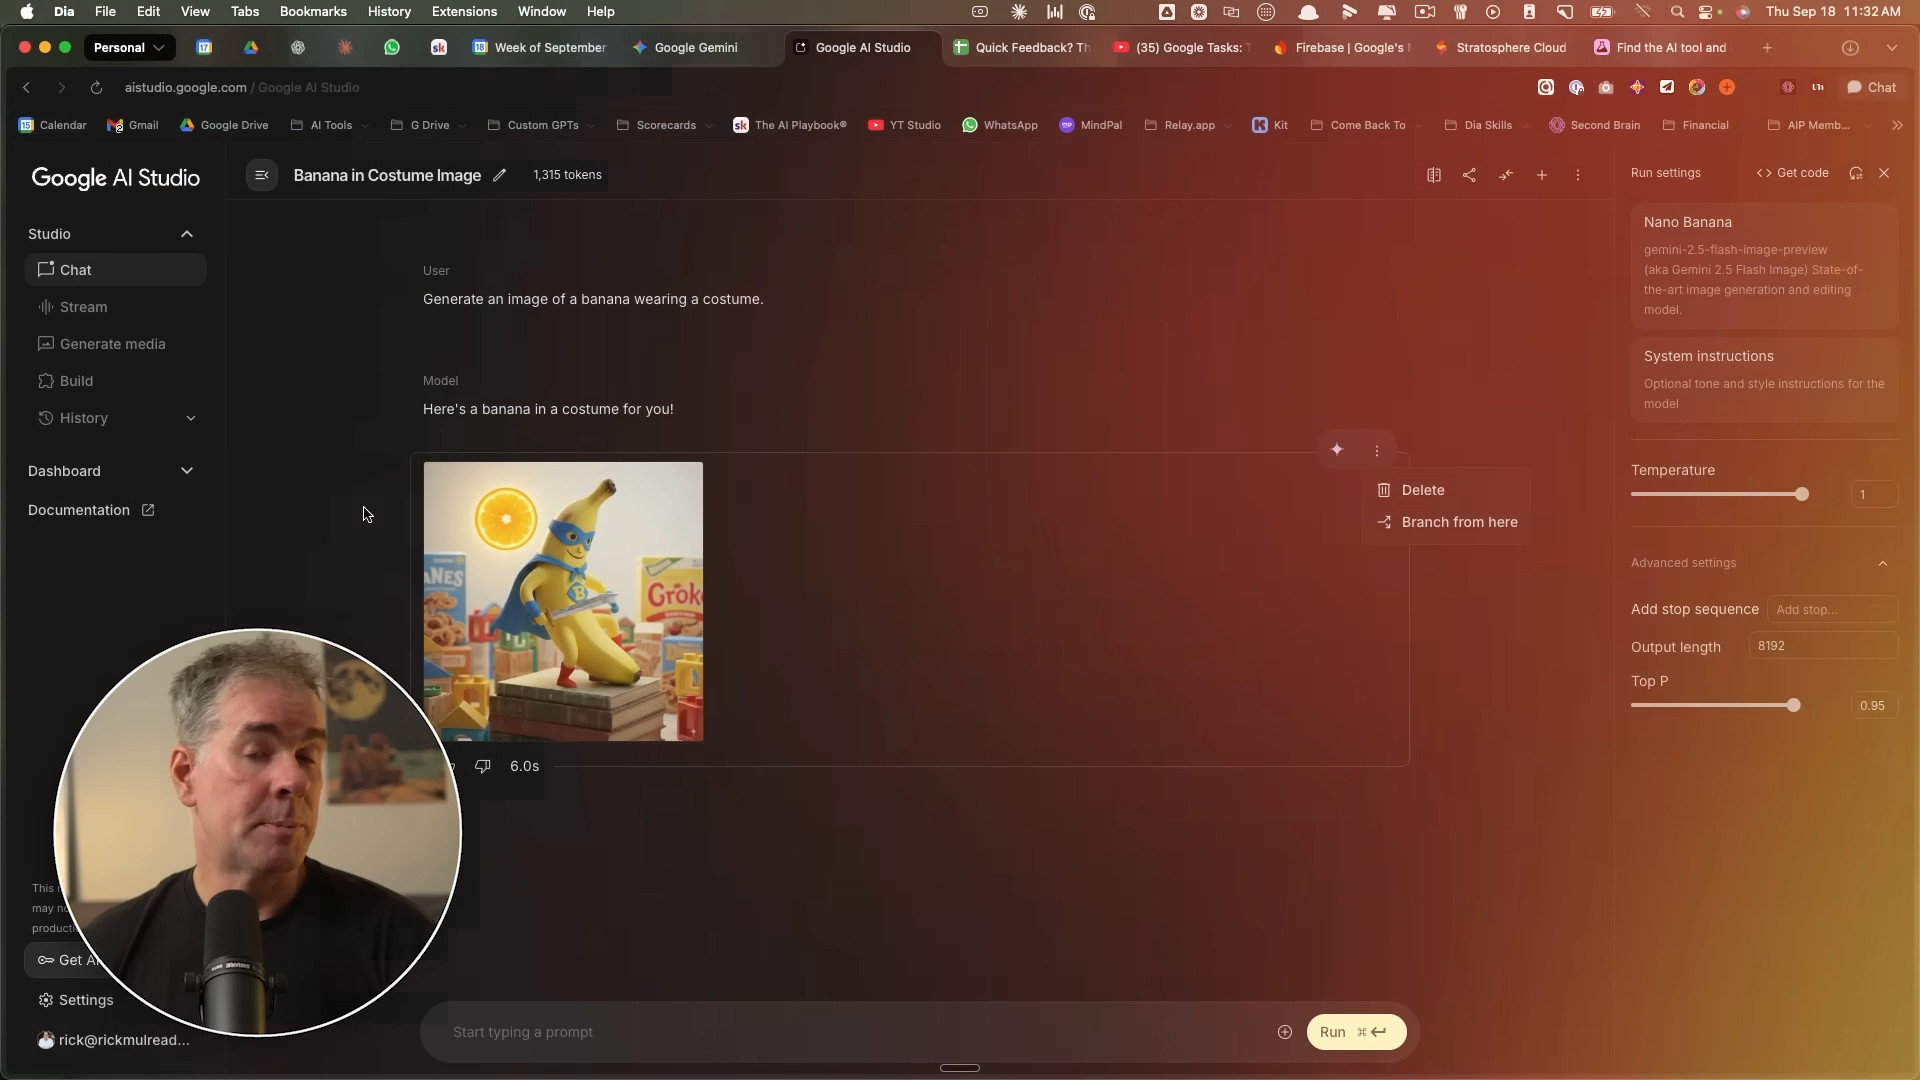 Dia File Edit View Tabs Bookmarks History Extensions Window Help Thu Sep 18 11:32 AM
Personal Week of September Google Gemini Google AI Studio Quick Feedback? Th (35) Google Tasks: Firebase | Google's Stratosphere Cloud Find the AI tool and
aistudio.google.com / Google AI Studio Chat
Calendar Gmail Google Drive AI Tools G Drive Custom GPTs Scorecards The AI Playbook® YT Studio WhatsApp MindPal Relay.app Kit Come Back To Dia Skills Second Brain Financial AIP Memb...
Google AI Studio
Banana in Costume Image 1,315 tokens
Studio
Chat
Stream
Generate media
Build
History
Dashboard
Documentation
User
Generate an image of a banana wearing a costume.
Model
Here's a banana in a costume for you!
Delete
Branch from here
ANES
B
Grok
6.0s
This
may no
producti
Get A
Settings
rick@rickmulread...
Start typing a prompt
Run ⌘
Run settings Get code
Nano Banana
gemini-2.5-flash-image-preview
(aka Gemini 2.5 Flash Image) State-of-
the-art image generation and editing
model.
System instructions
Optional tone and style instructions for the
model
Temperature
1
Advanced settings
Add stop sequence Add stop...
Output length 8192
Top P
0.95